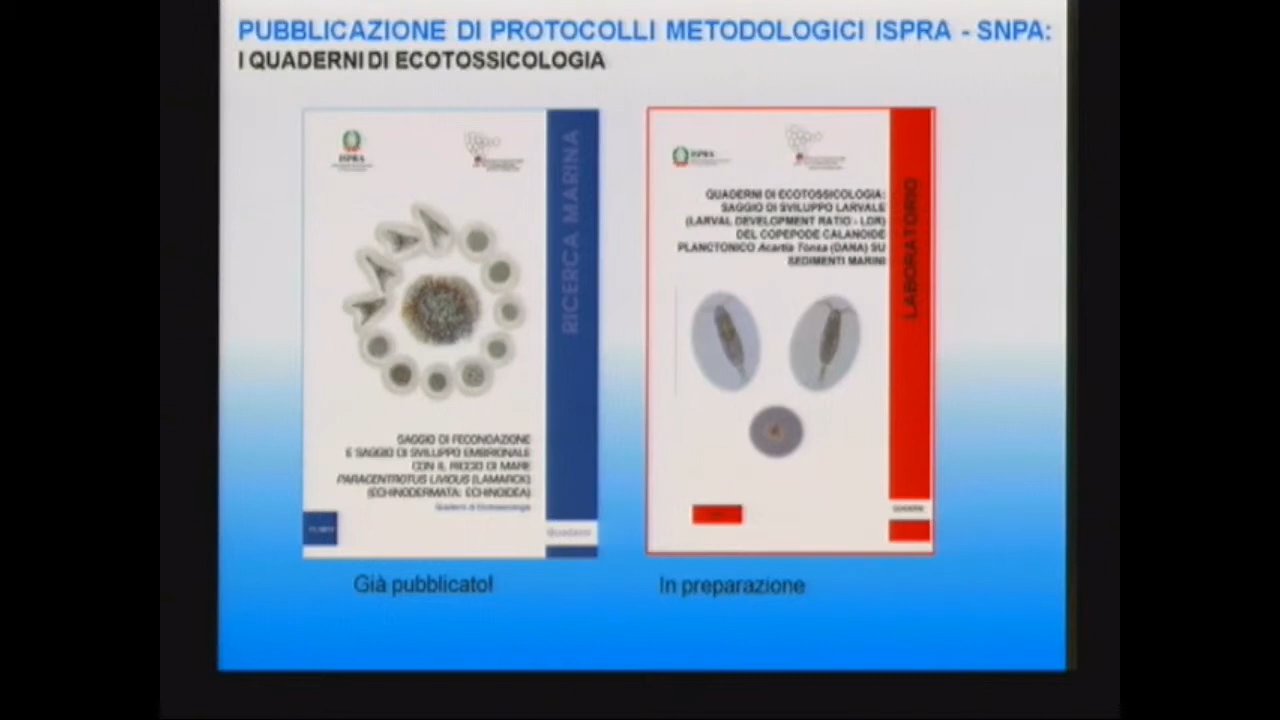 PUBBLICAZIONE DI PROTOCOLLI METODOLOGICI ISPRA - SNPA:
I QUADERNI DI ECOTOSSICOLOGIA
ISPRA
RICERCA MARINA
SAGGIO DI FECONDAZIONE
E SAGGIO DI SVILUPPO EMBRIONALE
CON IL RICCIO DI MARE
PARACENTROTUS LIVIDUS (LAMARCK)
(ECHINODERMATA: ECHINOIDEA)
Quaderni di Ecotossicologia
Quaderni
Già pubblicato!
ISPRA
QUADERNI DI ECOTOSSICOLOGIA:
SAGGIO DI SVILUPPO LARVALE
(LARVAL DEVELOPMENT RATIO - LDR)
DEL COPEPODE CALANOIDE
PLANCTONICO Acartia Tonsa (DANA) SU
SEDIMENTI MARINI
LABORATORIO
QUADERNI
In preparazione